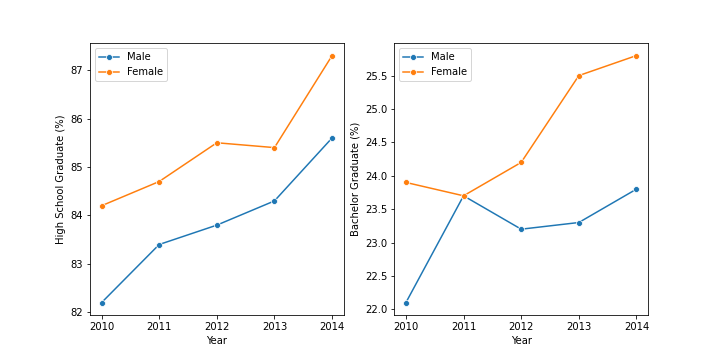 Male
Female
High School Graduate (%)
87
86
85
84
83
82
2010 2011 2012 2013 2014
Year
Male
Female
Bachelor Graduate (%)
25.5
25.0
24.5
24.0
23.5
23.0
22.5
22.0
2010 2011 2012 2013 2014
Year